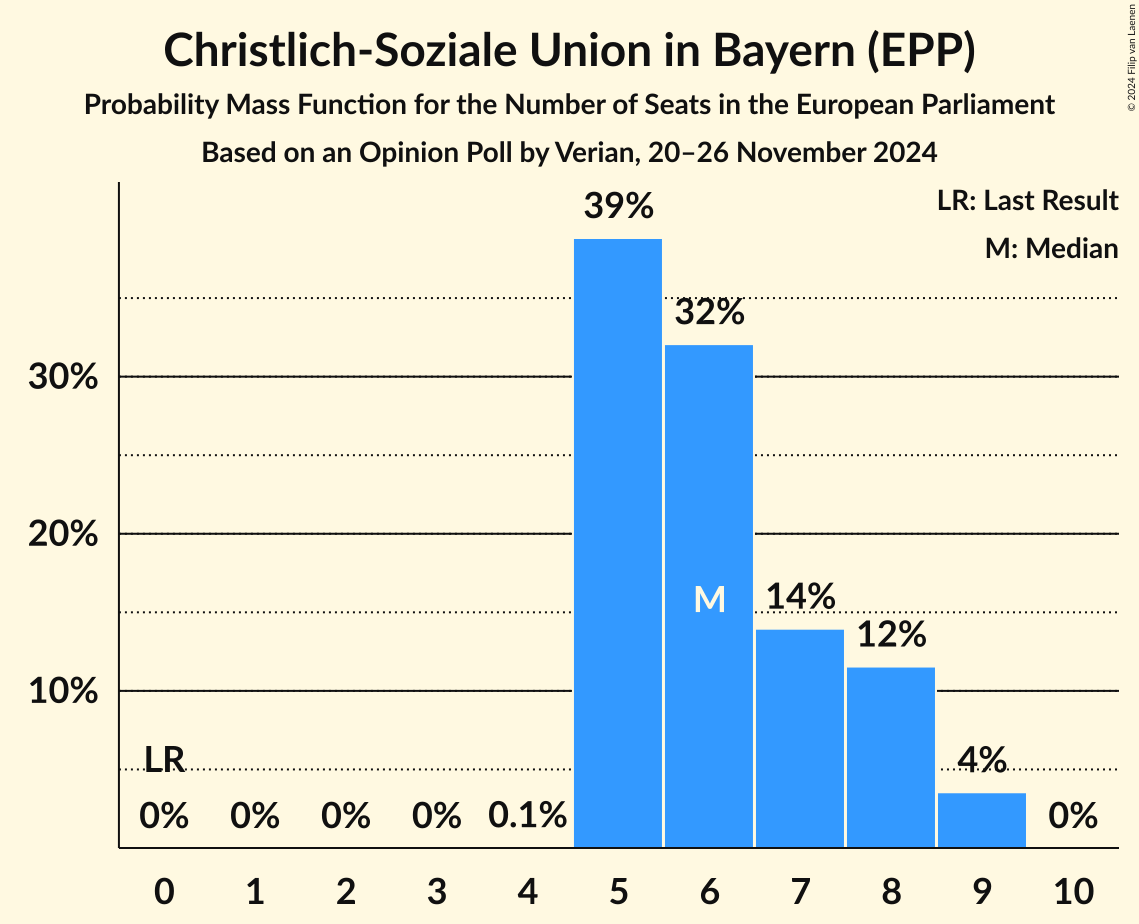 Christlich-Soziale Union in Bayern (EPP)
Probability Mass Function for the Number of Seats in the European Parliament
Based on an Opinion Poll by Verian, 20–26 November 2024
© 2024 Filip van Laenen
LR: Last Result
M: Median
39%
32%
30%
20%
M
14%
12%
10%
LR
4%
0%
0%
0%
0%
0.1%
0%
0 1 2 3 4 5 6 7 8 9 10